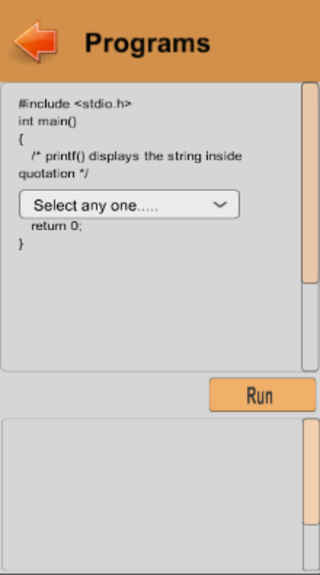 Programs
#include <stdio.h>
int main()
{
/* printf() displays the string inside
quotation */
Select any one.....
return 0;
}
Run